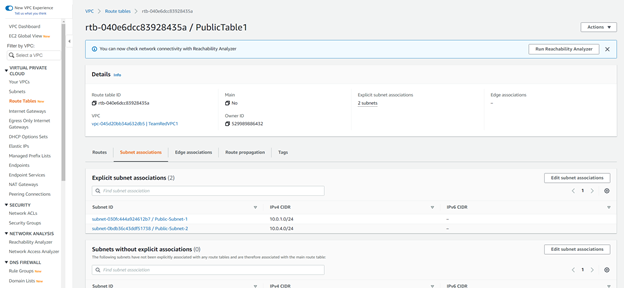 New VPC Experience
Tell us what you think
VPC Dashboard
EC2 Global View New
Filter by VPC:
Select a VPC
VIRTUAL PRIVATE CLOUD
Your VPCs
Subnets
Route Tables New
Internet Gateways
Egress Only Internet Gateways
DHCP Options Sets
Elastic IPs
Managed Prefix Lists
Endpoints
Endpoint Services
NAT Gateways
Peering Connections
SECURITY
Network ACLs
Security Groups
NETWORK ANALYSIS
Reachability Analyzer
Network Access Analyzer
DNS FIREWALL
Rule Groups New
Domain Lists New
VPC > Route tables > rtb-040e6dcc83928435a
rtb-040e6dcc83928435a / PublicTable1
Actions
You can now check network connectivity with Reachability Analyzer
Run Reachability Analyzer
Details Info
Route table ID
rtb-040e6dcc83928435a
Main
No
Explicit subnet associations
2 subnets
Edge associations
–
VPC
| TeamRedVPC1
Owner ID
529989886432
Routes
Subnet associations
Edge associations
Route propagation
Tags
Explicit subnet associations (2)
Edit subnet associations
Find subnet association
1
Subnet ID
IPv4 CIDR
IPv6 CIDR
/ Public-Subnet-1
10.0.1.0/24
–
/ Public-Subnet-2
10.0.4.0/24
–
Subnets without explicit associations (0)
Edit subnet associations
The following subnets have not been explicitly associated with any route tables and are therefore associated with the main route table:
Find subnet association
1
Subnet ID
IPv4 CIDR
IPv6 CIDR